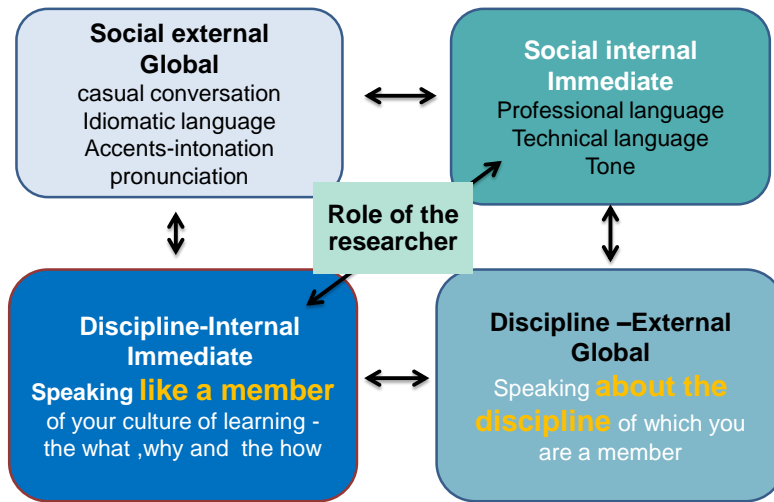 Social external
Global
casual conversation
Idiomatic language
Accents-intonation
pronunciation
Social internal
Immediate
Professional language
Technical language
Tone
Role of the
researcher
Discipline-Internal
Immediate
Speaking like a member
of your culture of learning -
the what ,why and the how
Discipline –External
Global
Speaking about the
discipline of which you
are a member